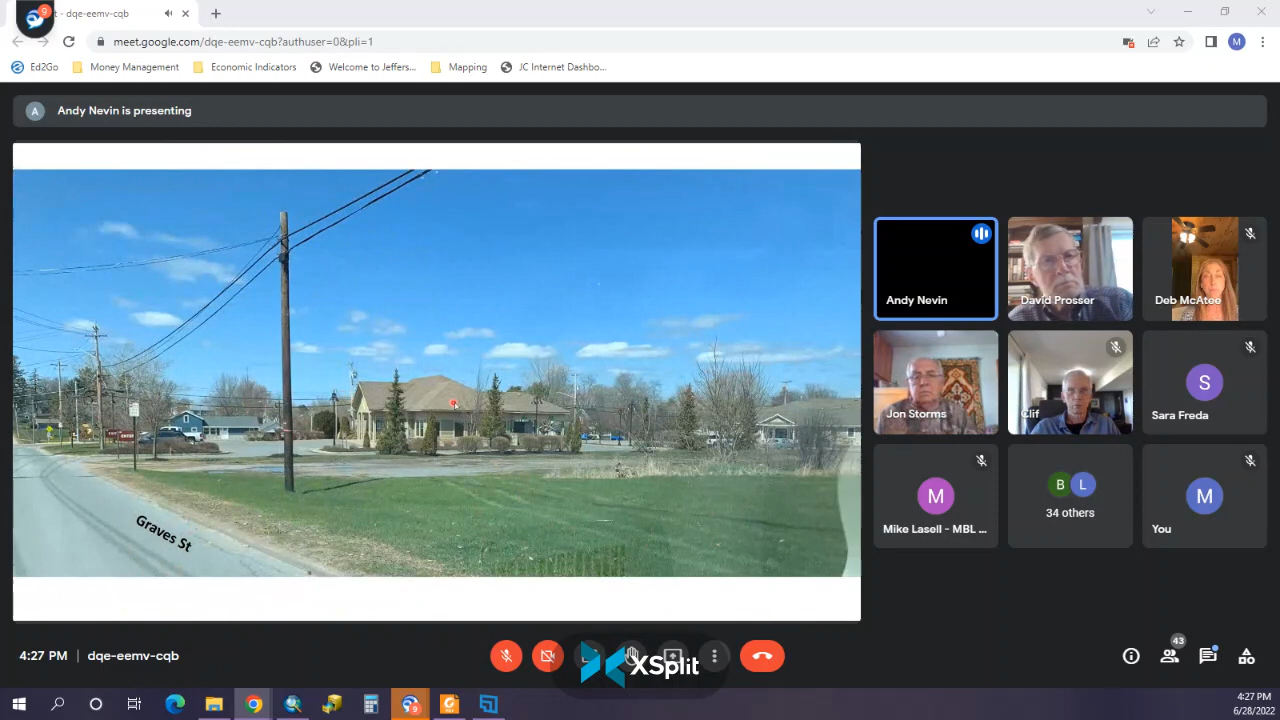 9
t - dqe-eemv-cqb
meet.google.com/dqe-eemv-cqb?authuser=0&pli=1
M
Ed2Go
Money Management
Economic Indicators
Welcome to Jeffers...
Mapping
JC Internet Dashbo...
A
Andy Nevin is presenting
Graves St
Andy Nevin
David Prosser
Deb McAtee
Jon Storms
Clif
S
Sara Freda
M
Mike Lasell - MBL ...
B L
34 others
M
You
4:27 PM
dqe-eemv-cqb
XSplit
43
9
4:27 PM
6/28/2022